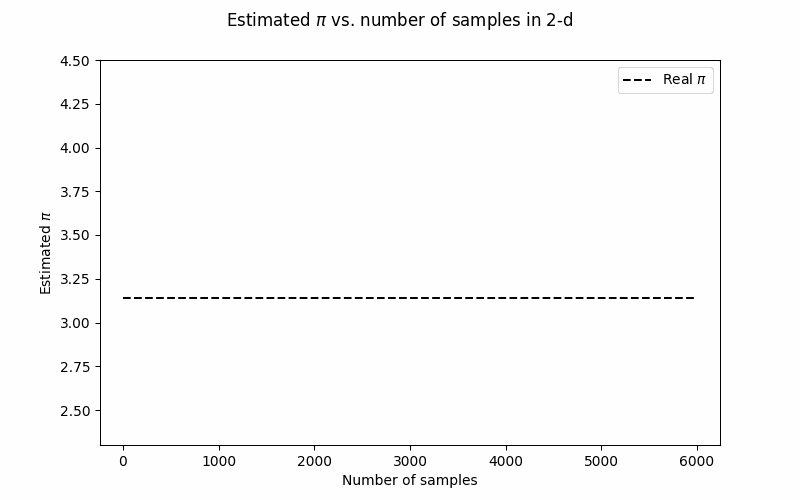 Estimated π vs. number of samples in 2-d
Real π
4.50
4.25
4.00
3.75
3.50
3.25
3.00
2.75
2.50
Estimated π
0 1000 2000 3000 4000 5000 6000
Number of samples